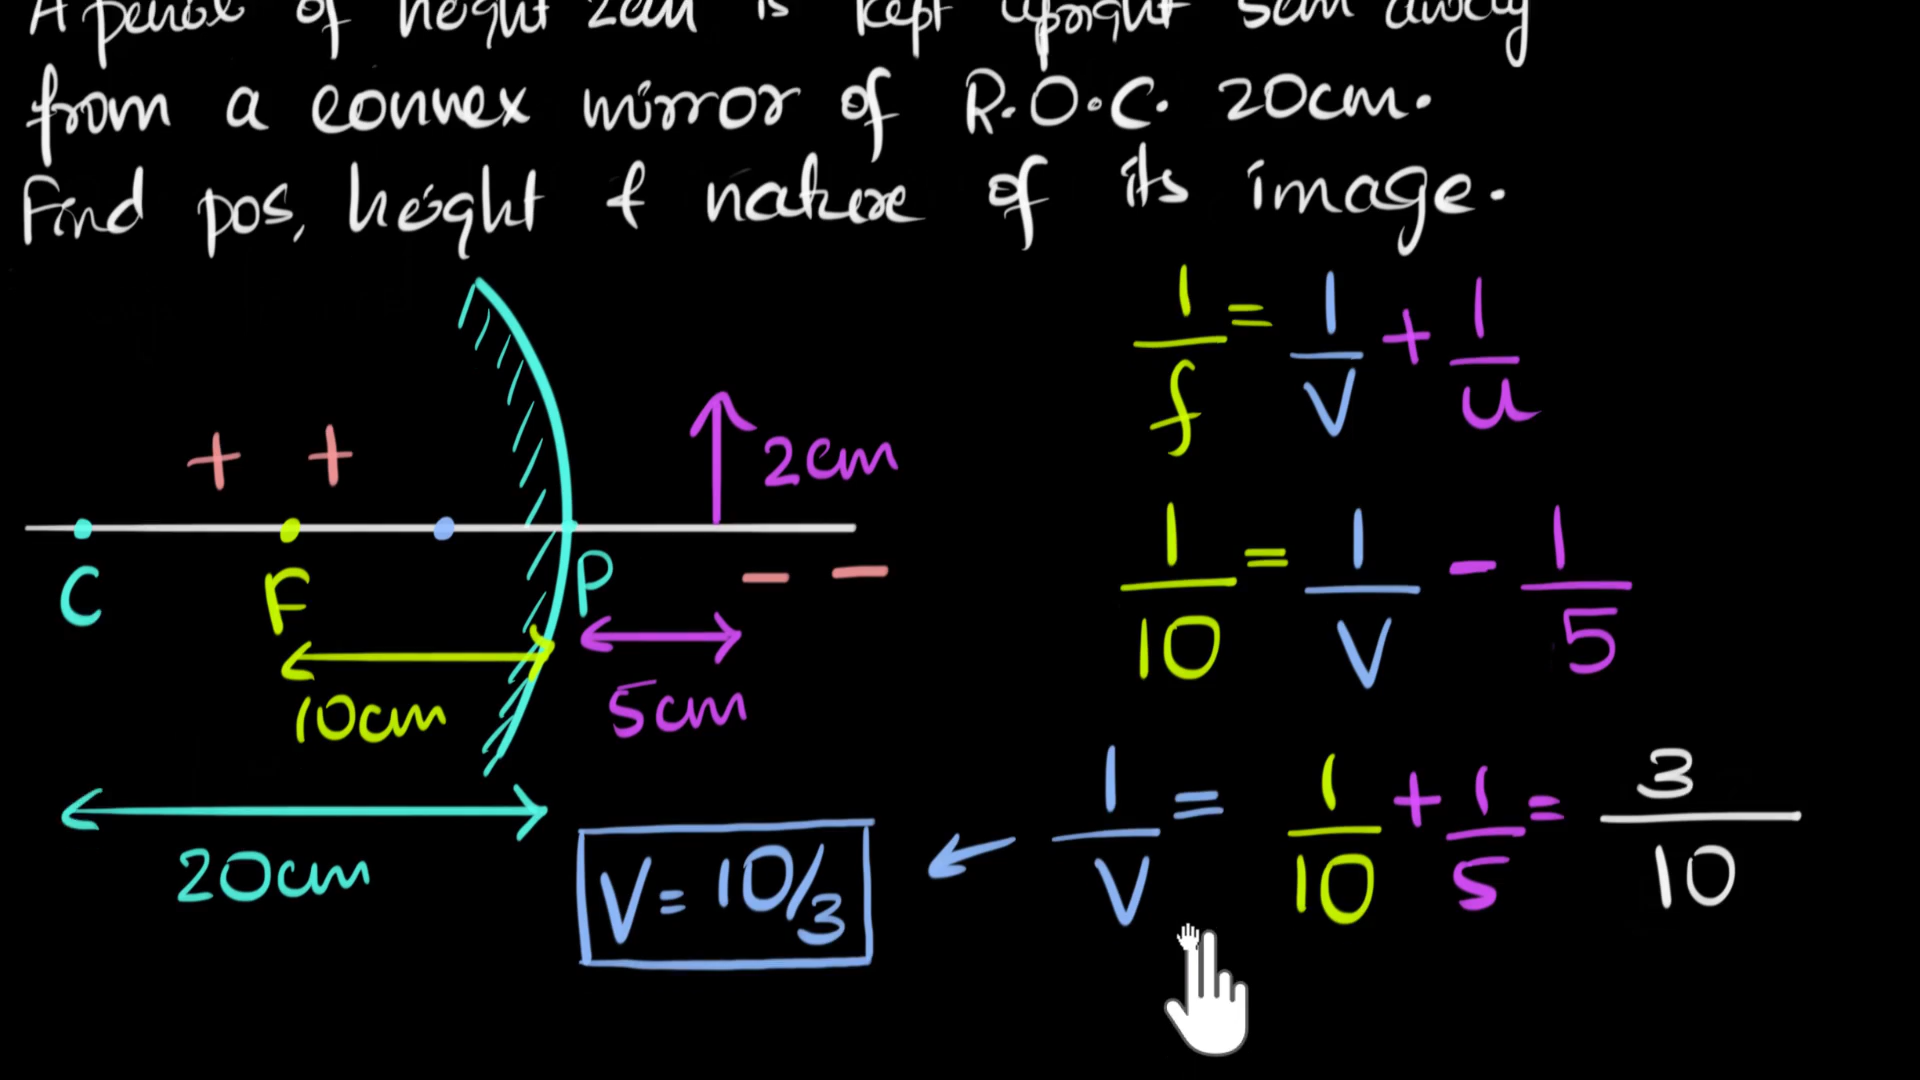 A pencil of height 2cm is kept upright 5cm away
from a convex mirror of R.O.C. 20cm.
Find pos, height & nature of its image.
1/f = 1/v + 1/u
+ +
2cm
C F P
- -
1/10 = 1/v - 1/5
10cm
5cm
20cm
1/v = 1/10 + 1/5 = 3/10
V = 10/3